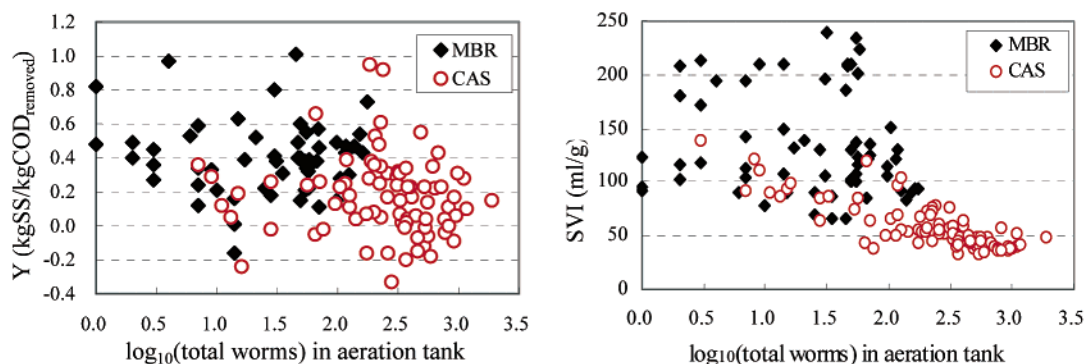 1.2
1.0
0.8
0.6
0.4
0.2
0.0
-0.2
-0.4
Y (kgSS/kgCODremoved)
MBR
CAS
0.0 0.5 1.0 1.5 2.0 2.5 3.0 3.5
log10(total worms) in aeration tank
250
200
150
100
50
0
SVI (ml/g)
MBR
CAS
0.0 0.5 1.0 1.5 2.0 2.5 3.0 3.5
log10(total worms) in aeration tank